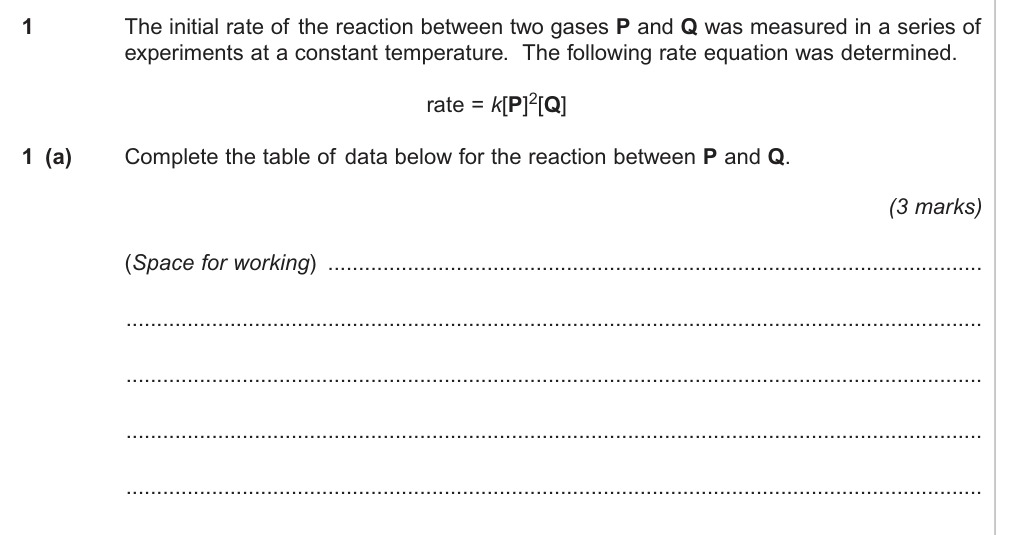 1 The initial rate of the reaction between two gases P and Q was measured in a series of
experiments at a constant temperature. The following rate equation was determined.
rate = k[P]²[Q]
1 (a) Complete the table of data below for the reaction between P and Q.
(3 marks)
(Space for working) ............................................................................................................
..............................................................................................................................................
..............................................................................................................................................
..............................................................................................................................................
..............................................................................................................................................